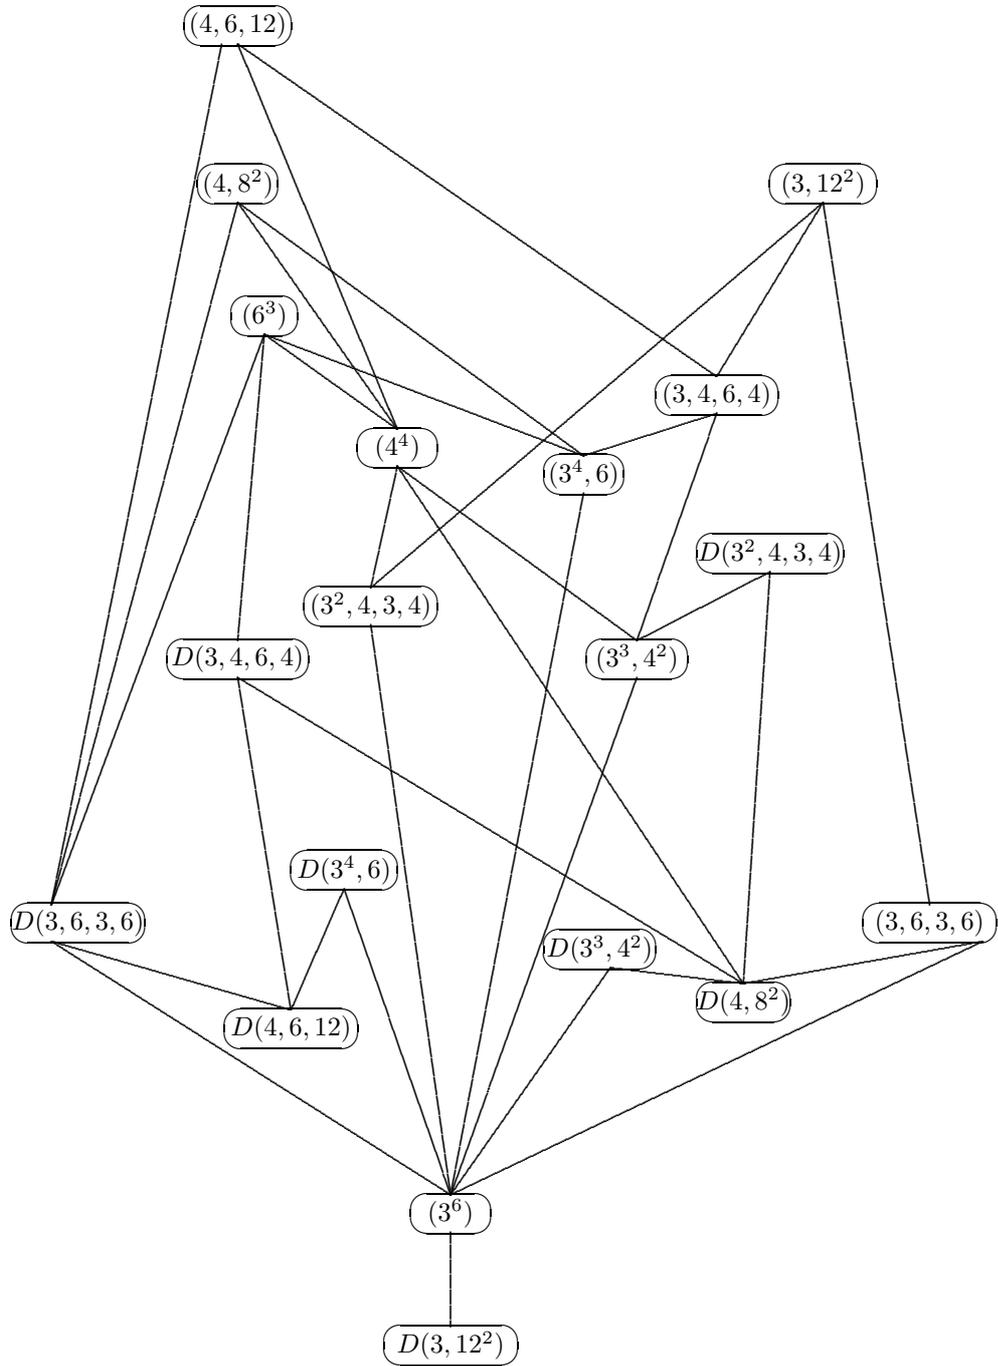 (4, 6, 12)
(4, 8²)
(3, 12²)
(6³)
(3, 4, 6, 4)
(4⁴)
(3⁴, 6)
D(3², 4, 3, 4)
(3², 4, 3, 4)
D(3, 4, 6, 4)
(3³, 4²)
D(3⁴, 6)
D(3, 6, 3, 6)
(3, 6, 3, 6)
D(3³, 4²)
D(4, 8²)
D(4, 6, 12)
(3⁶)
D(3, 12²)